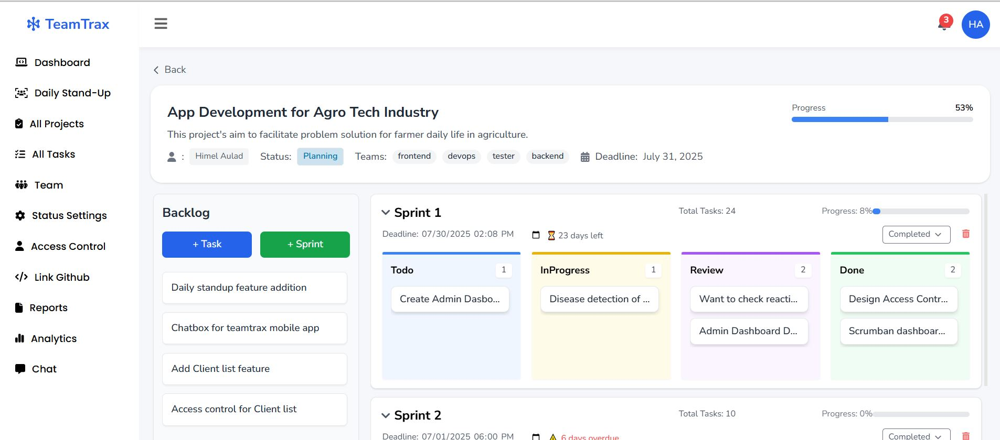 TeamTrax
3
HA
Dashboard
Daily Stand-Up
All Projects
All Tasks
Team
Status Settings
Access Control
Link Github
Reports
Analytics
Chat
Back
App Development for Agro Tech Industry
Progress 53%
This project's aim to facilitate problem solution for farmer daily life in agriculture.
: Himel Aulad Status: Planning Teams: frontend devops tester backend Deadline: July 31, 2025
Backlog
+ Task + Sprint
Daily standup feature addition
Chatbox for teamtrax mobile app
Add Client list feature
Access control for Client list
Sprint 1 Total Tasks: 24 Progress: 8%
Deadline: 07/30/2025 02:08 PM 23 days left Completed
Todo 1
Create Admin Dasbo...
InProgress 1
Disease detection of ...
Review 2
Want to check reacti...
Admin Dashboard D...
Done 2
Design Access Contr...
Scrumban dashboar...
Sprint 2 Total Tasks: 10 Progress: 0%
Deadline: 07/01/2025 06:00 PM 6 days overdue Completed